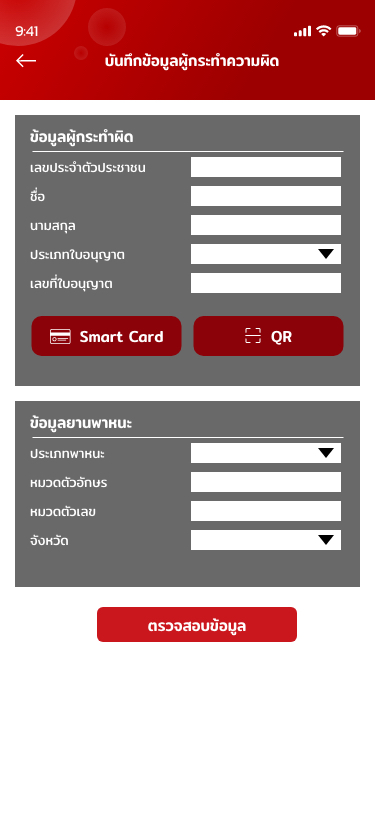 9:41
บันทึกข้อมูลผู้กระทำความผิด
ข้อมูลผู้กระทำผิด
เลขประจำตัวประชาชน
ชื่อ
นามสกุล
ประเภทใบอนุญาต
เลขที่ใบอนุญาต
Smart Card
QR
ข้อมูลยานพาหนะ
ประเภทพาหนะ
หมวดตัวอักษร
หมวดตัวเลข
จังหวัด
ตรวจสอบข้อมูล